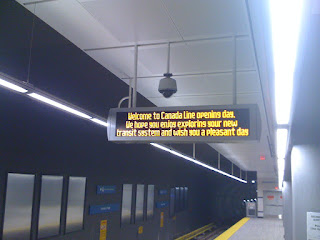 Welcome to Canada Line opening day.
We hope you enjoy exploring your new
transit system and wish you a pleasant day